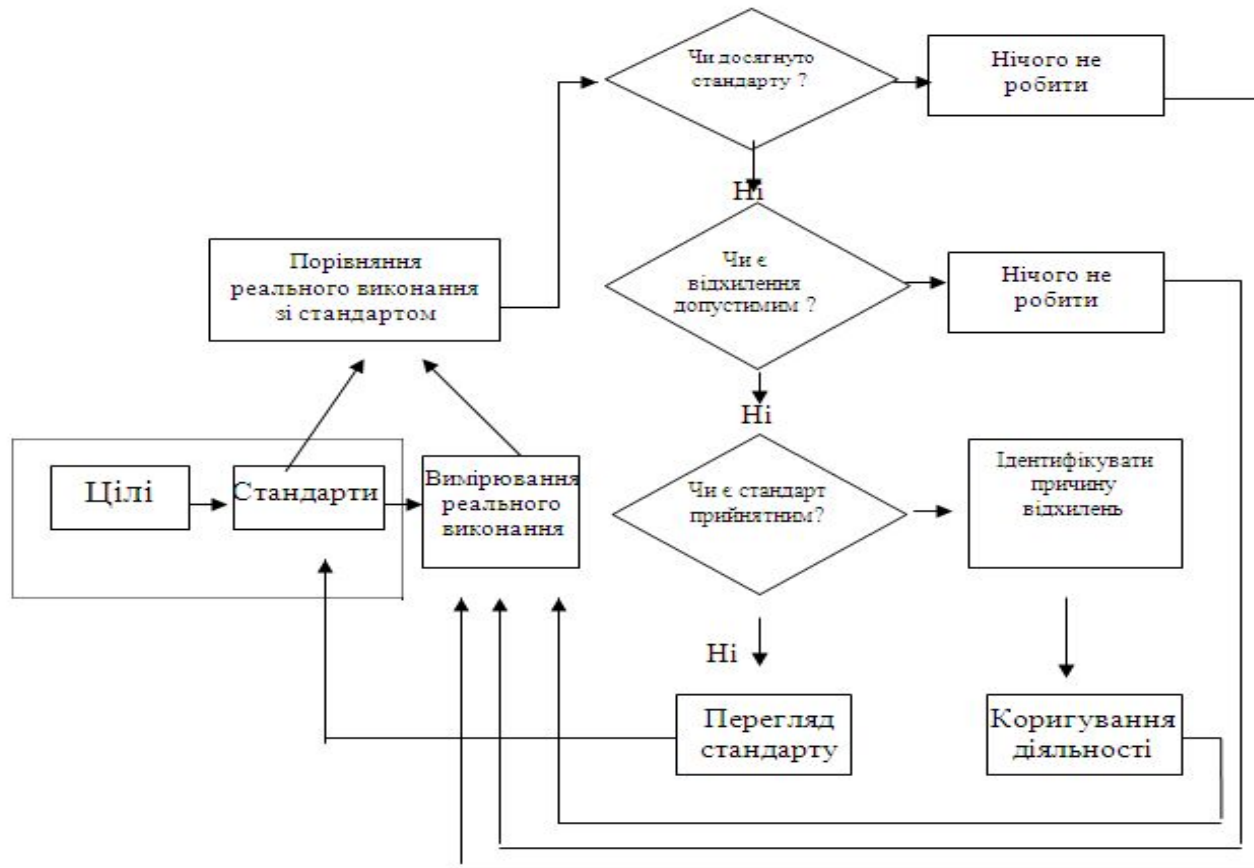 Чи досягнуто
стандарту ?
Нічого не
робити
Ні
Порівняння
реального виконання
зі стандартом
Чи є
відхилення
допустимим ?
Нічого не
робити
Ні
Цілі
Стандарти
Вимірювання
реального
виконання
Чи є стандарт
прийнятним?
Ідентифікувати
причину
відхилень
Ні
Перегляд
стандарту
Коригування
діяльності